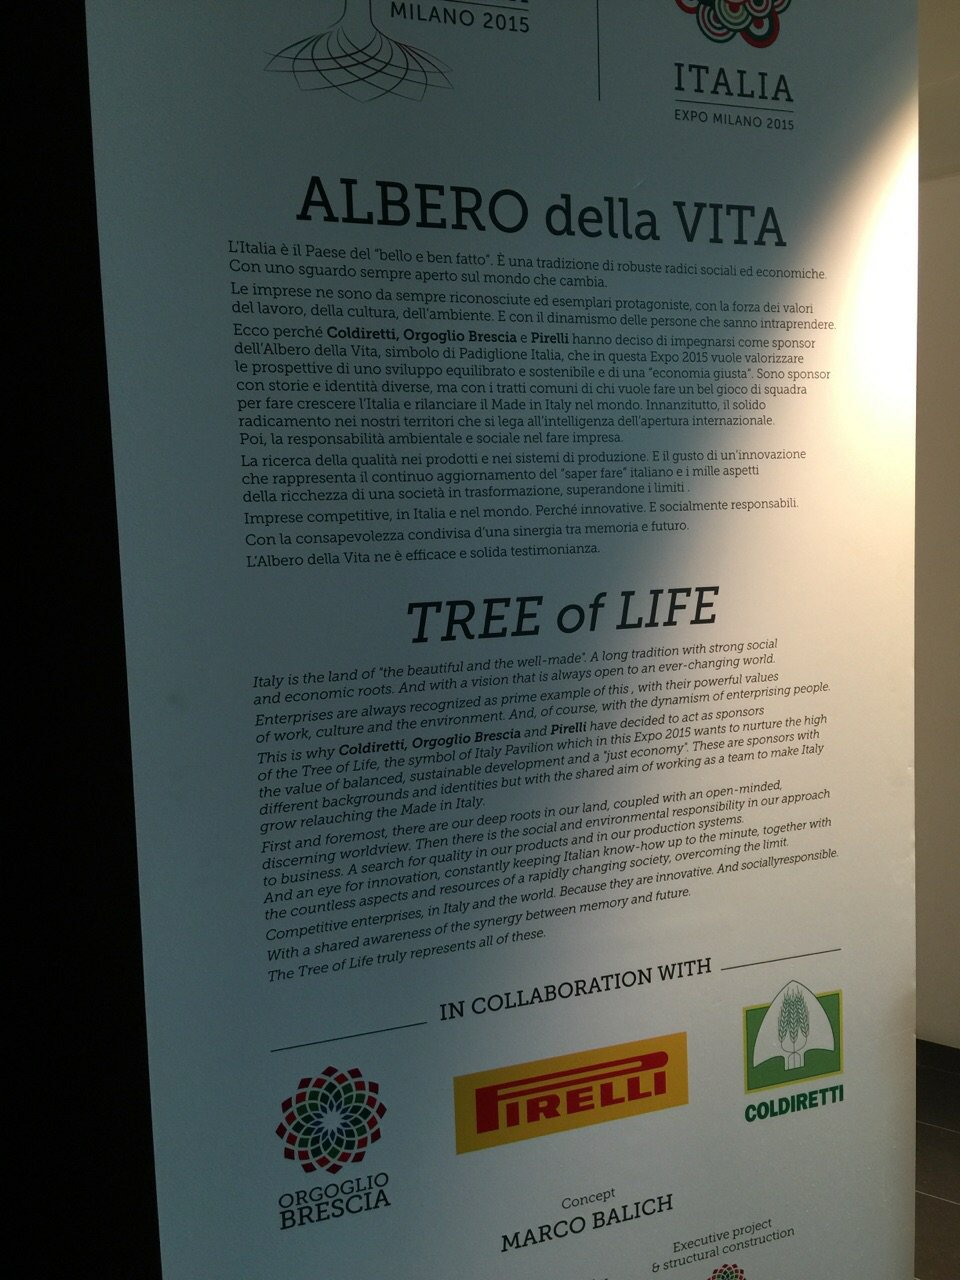 MILANO 2015
ITALIA
EXPO MILANO 2015
ALBERO della VITA
L'Italia è il Paese del "bello e ben fatto". È una tradizione di robuste radici sociali ed economiche.
Con uno sguardo sempre aperto sul mondo che cambia.
Le imprese ne sono da sempre riconosciute ed esemplari protagoniste, con la forza dei valori
del lavoro, della cultura, dell'ambiente. E con il dinamismo delle persone che sanno intraprendere.
Ecco perché Coldiretti, Orgoglio Brescia e Pirelli hanno deciso di impegnarsi come sponsor
dell'Albero della Vita, simbolo di Padiglione Italia, che in questa Expo 2015 vuole valorizzare
le prospettive di uno sviluppo equilibrato e sostenibile e di una "economia giusta". Sono sponsor
con storie e identità diverse, ma con i tratti comuni di chi vuole fare un bel gioco di squadra
per fare crescere l'Italia e rilanciare il Made in Italy nel mondo. Innanzitutto, il solido
radicamento nei nostri territori che si lega all'intelligenza dell'apertura internazionale.
Poi, la responsabilità ambientale e sociale nel fare impresa.
La ricerca della qualità nei prodotti e nei sistemi di produzione. E il gusto di un'innovazione
che rappresenta il continuo aggiornamento del "saper fare" italiano e i mille aspetti
della ricchezza di una società in trasformazione, superando i limiti .
Imprese competitive, in Italia e nel mondo. Perché innovative. E socialmente responsabili.
Con la consapevolezza condivisa d'una sinergia tra memoria e futuro.
L'Albero della Vita ne è efficace e solida testimonianza.
TREE of LIFE
Italy is the land of "the beautiful and the well-made". A long tradition with strong social
and economic roots. And with a vision that is always open to an ever-changing world.
Enterprises are always recognized as prime example of this , with their powerful values
of work, culture and the environment. And, of course, with the dynamism of enterprising people.
This is why Coldiretti, Orgoglio Brescia and Pirelli have decided to act as sponsors
of the Tree of Life, the symbol of Italy Pavilion which in this Expo 2015 wants to nurture the high
the value of balanced, sustainable development and a "just economy". These are sponsors with
different backgrounds and identities but with the shared aim of working as a team to make Italy
grow relauching the Made in Italy.
First and foremost, there are our deep roots in our land, coupled with an open-minded,
discerning worldview. Then there is the social and environmental responsibility in our approach
to business. A search for quality in our products and in our production systems.
And an eye for innovation, constantly keeping Italian know-how up to the minute, together with
the countless aspects and resources of a rapidly changing society, overcoming the limit.
Competitive enterprises, in Italy and the world. Because they are innovative. And sociallyresponsible.
With a shared awareness of the synergy between memory and future.
The Tree of Life truly represents all of these.
IN COLLABORATION WITH
ORGOGLIO
BRESCIA
PIRELLI
COLDIRETTI
Concept
MARCO BALICH
Executive project
& structural construction